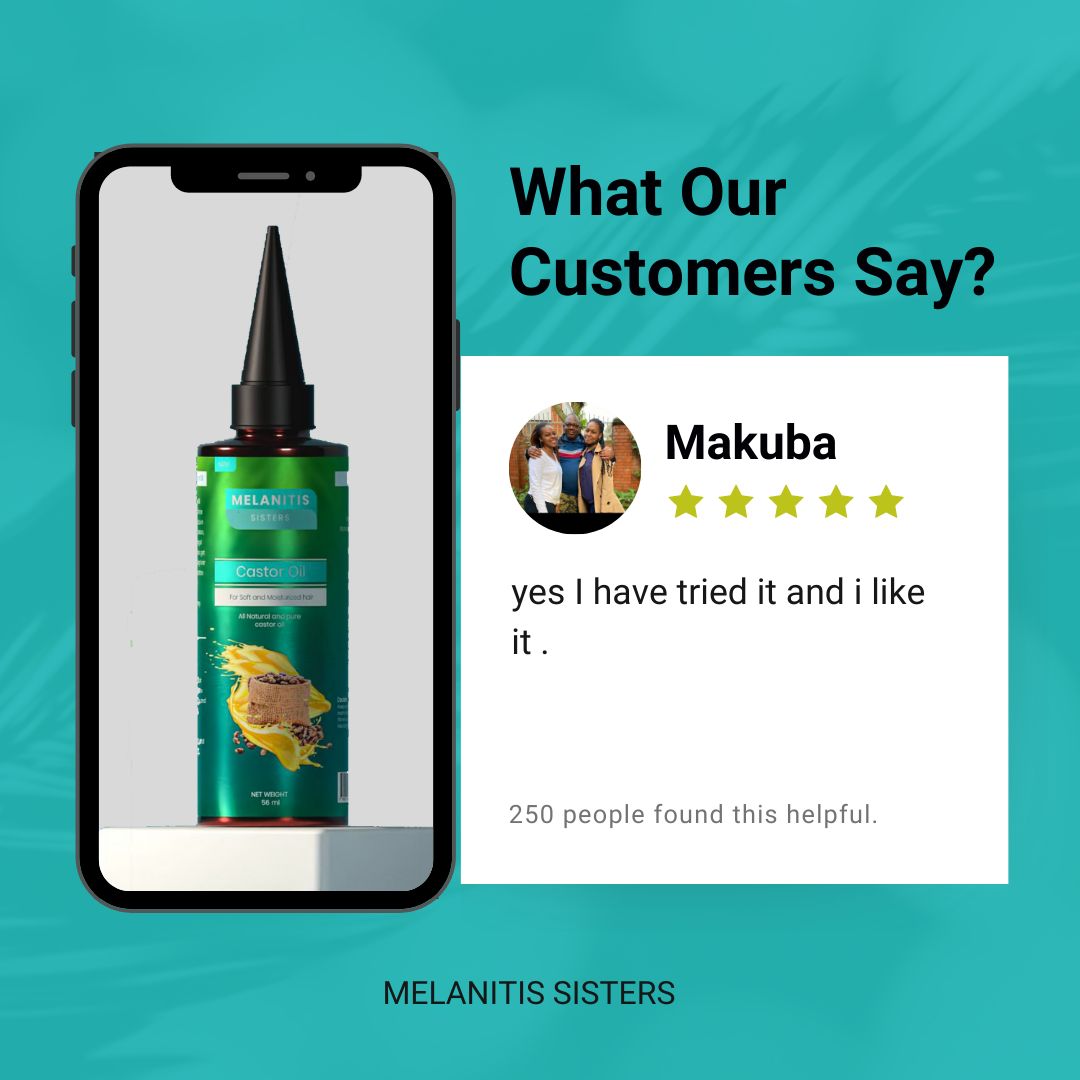 What Our
Customers Say?
MELANITIS
SISTERS
Castor Oil
For Soft and Moisturized hair
All Natural and pure
castor oil
NET WEIGHT
56 ml
Makuba
yes I have tried it and i like
it .
250 people found this helpful.
MELANITIS SISTERS